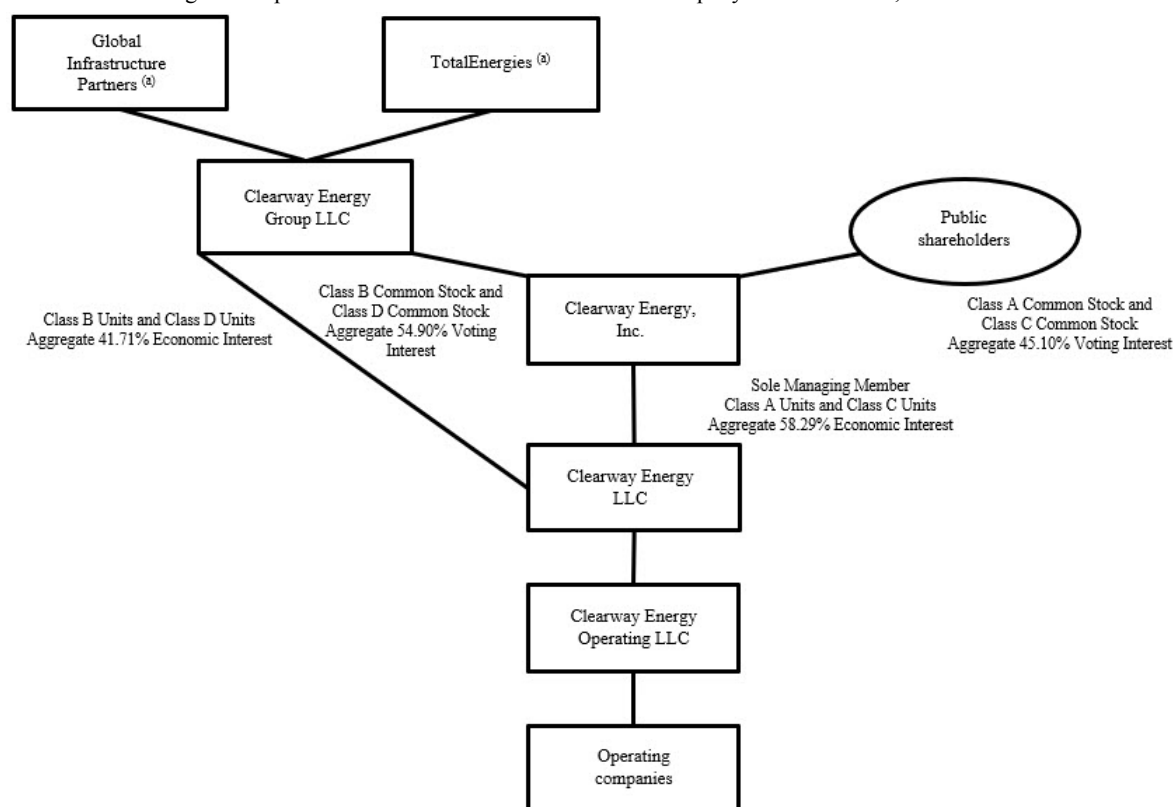 Global
Infrastructure
Partners (a)
TotalEnergies (a)
Clearway Energy
Group LLC
Public
shareholders
Class B Common Stock and
Class D Common Stock
Aggregate 54.90% Voting
Interest
Clearway Energy,
Inc.
Class A Common Stock and
Class C Common Stock
Aggregate 45.10% Voting Interest
Class B Units and Class D Units
Aggregate 41.71% Economic Interest
Sole Managing Member
Class A Units and Class C Units
Aggregate 58.29% Economic Interest
Clearway Energy
LLC
Clearway Energy
Operating LLC
Operating
companies